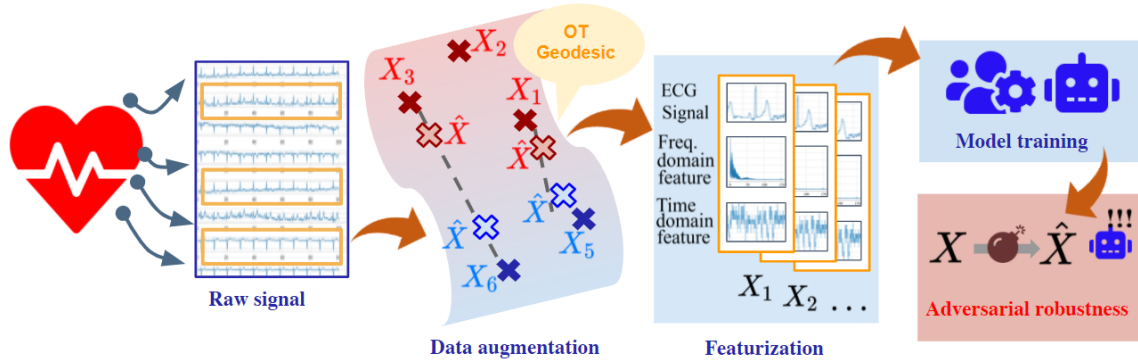 Raw signal
OT
Geodesic
X₂
X₃
X₁
X̂
X̂
X̂
X̂
X₅
X₆
Data augmentation
ECG
Signal
Freq.
domain
feature
Time
domain
feature
X₁ X₂ ...
Featurization
Model training
X X̂ !!!
Adversarial robustness